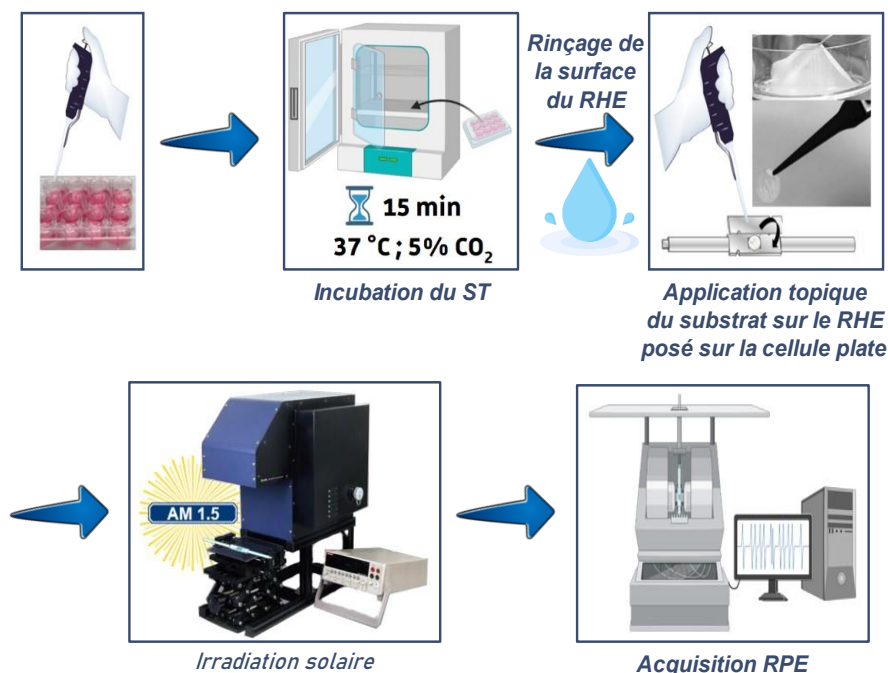 Rinçage de
la surface
du RHE
15 min
37 °C ; 5% CO₂
Incubation du ST
Application topique
du substrat sur le RHE
posé sur la cellule plate
AM 1.5
Irradiation solaire
Acquisition RPE